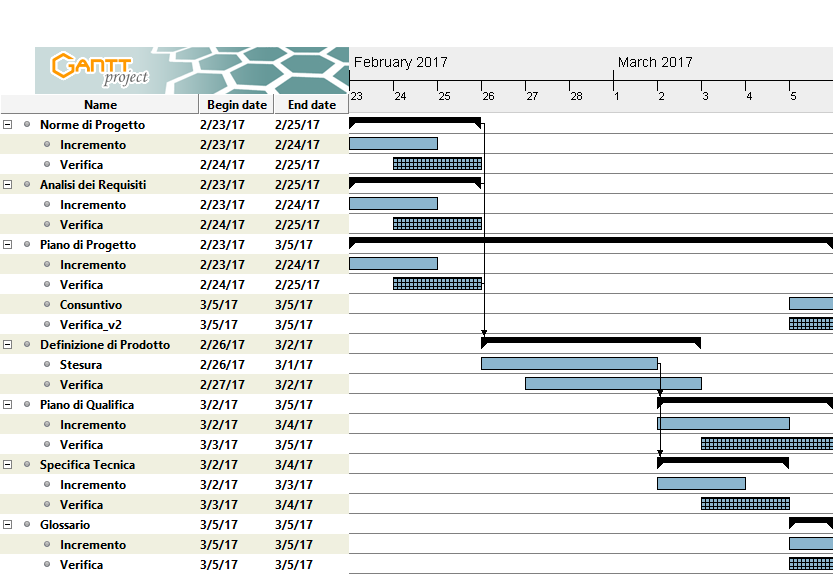 GANTT
project
February 2017 March 2017
23 24 25 26 27 28 1 2 3 4 5
Name Begin date End date
Norme di Progetto 2/23/17 2/25/17
Incremento 2/23/17 2/24/17
Verifica 2/24/17 2/25/17
Analisi dei Requisiti 2/23/17 2/25/17
Incremento 2/23/17 2/24/17
Verifica 2/24/17 2/25/17
Piano di Progetto 2/23/17 3/5/17
Incremento 2/23/17 2/24/17
Verifica 2/24/17 2/25/17
Consuntivo 3/5/17 3/5/17
Verifica_v2 3/5/17 3/5/17
Definizione di Prodotto 2/26/17 3/2/17
Stesura 2/26/17 3/1/17
Verifica 2/27/17 3/2/17
Piano di Qualifica 3/2/17 3/5/17
Incremento 3/2/17 3/4/17
Verifica 3/3/17 3/5/17
Specifica Tecnica 3/2/17 3/4/17
Incremento 3/2/17 3/3/17
Verifica 3/3/17 3/4/17
Glossario 3/5/17 3/5/17
Incremento 3/5/17 3/5/17
Verifica 3/5/17 3/5/17